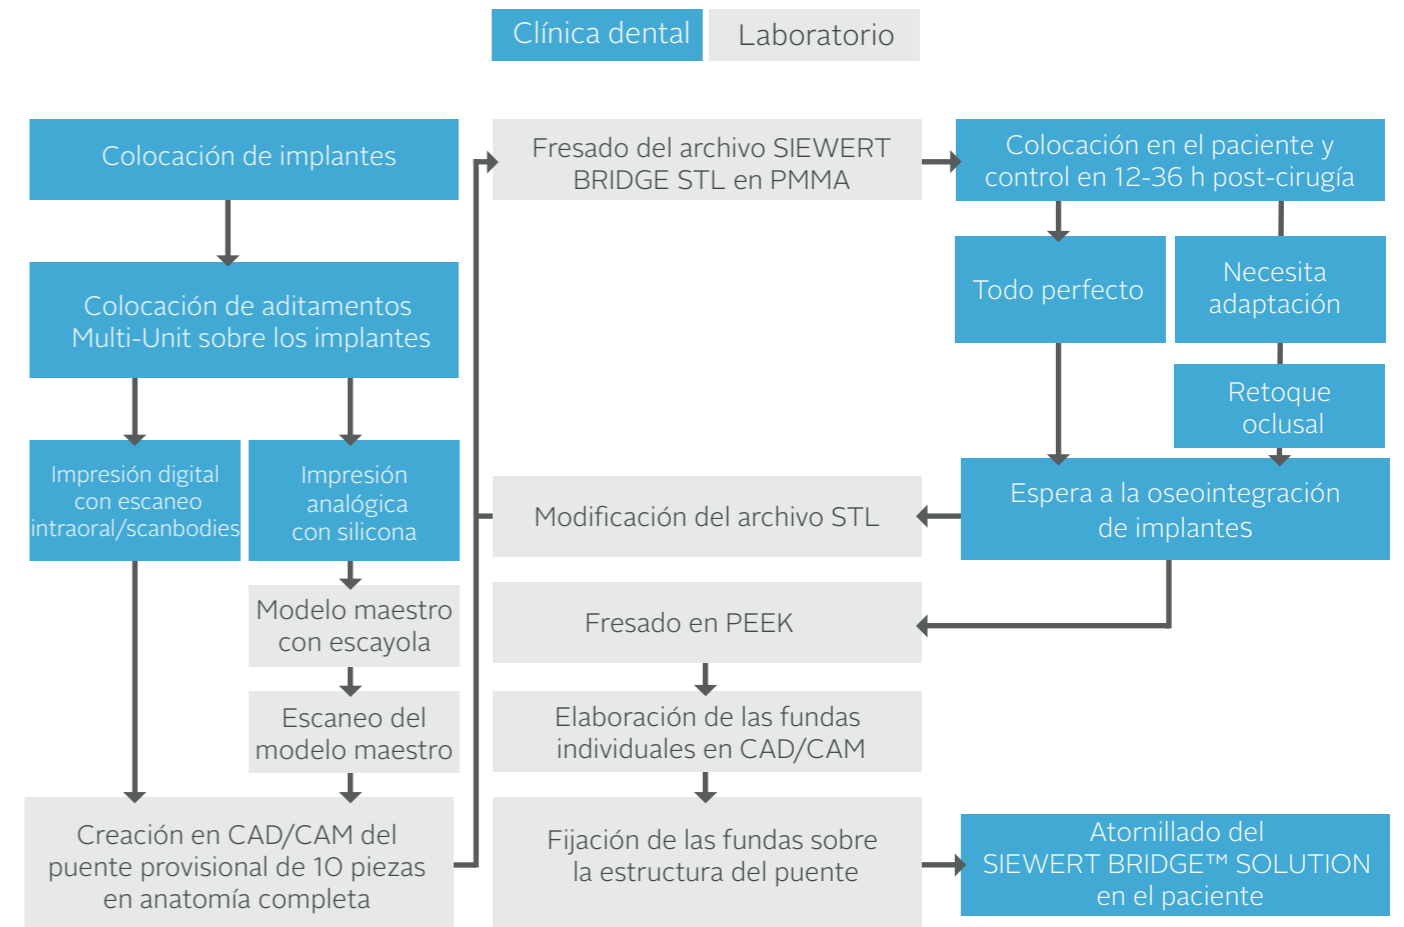 Clínica dental
Laboratorio
Colocación de implantes
Colocación de aditamentos
Multi-Unit sobre los implantes
Impresión digital
con escaneo
intraoral/scanbodies
Impresión
analógica
con silicona
Modelo maestro
con escayola
Escaneo del
modelo maestro
Creación en CAD/CAM del
puente provisional de 10 piezas
en anatomía completa
Fresado del archivo SIEWERT
BRIDGE STL en PMMA
Colocación en el paciente y
control en 12-36 h post-cirugía
Todo perfecto
Necesita
adaptación
Retoque
oclusal
Espera a la oseointegración
de implantes
Modificación del archivo STL
Fresado en PEEK
Elaboración de las fundas
individuales en CAD/CAM
Fijación de las fundas sobre
la estructura del puente
Atornillado del
SIEWERT BRIDGE™ SOLUTION
en el paciente